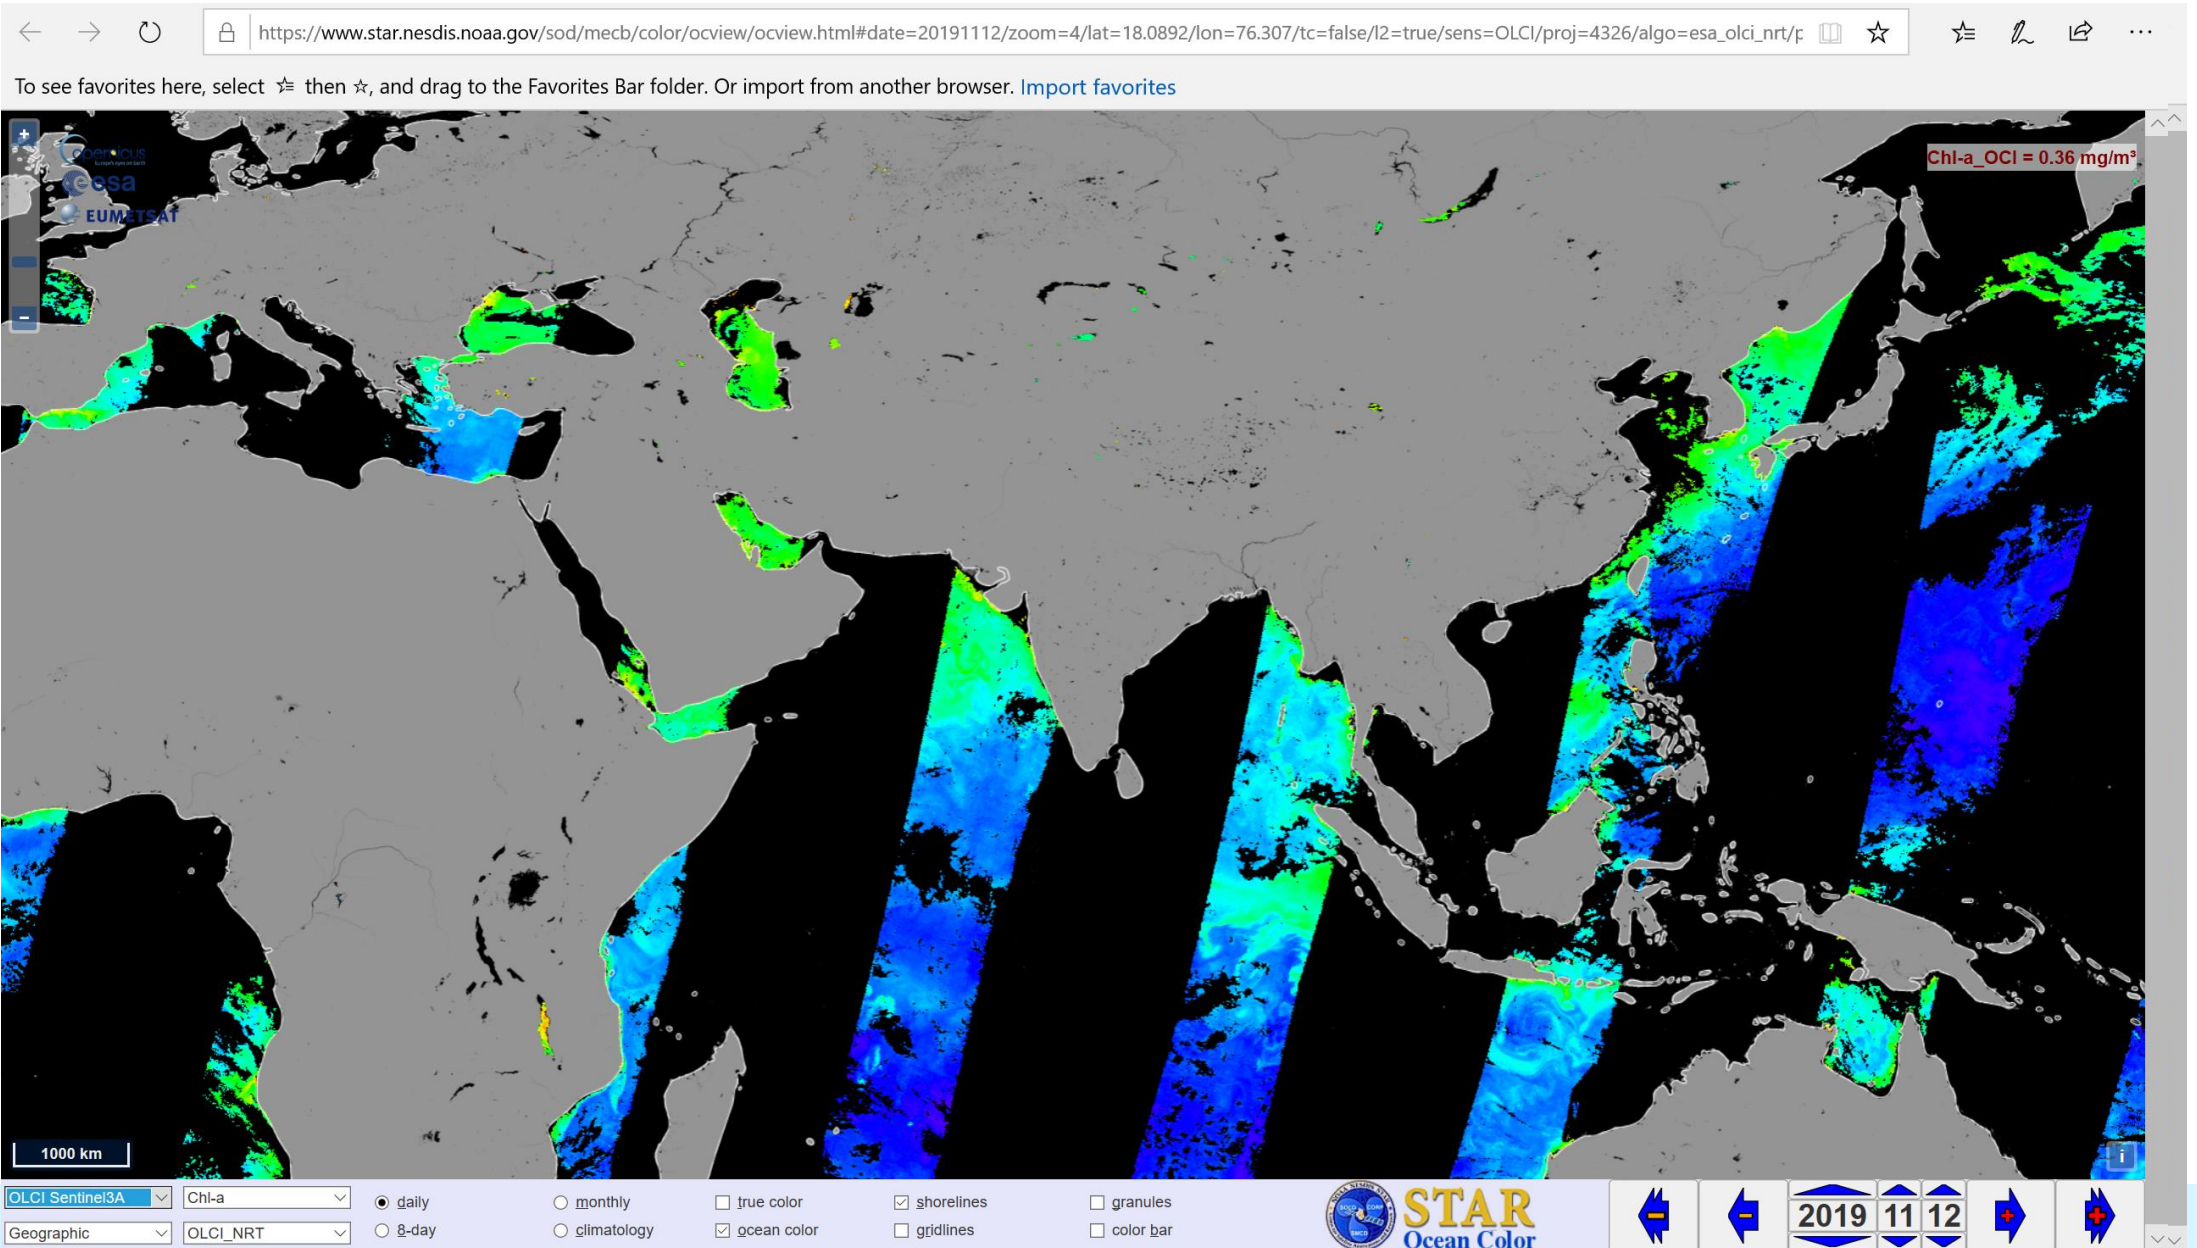 https://www.star.nesdis.noaa.gov/sod/mecb/color/ocview/ocview.html#date=20191112/zoom=4/lat=18.0892/lon=76.307/tc=false/l2=true/sens=OLCI/proj=4326/algo=esa_olci_nrt/p
To see favorites here, select then ☆, and drag to the Favorites Bar folder. Or import from another browser. Import favorites
+
opernicus
esa
EUMETSAT
-
Chl-a_OCI = 0.36 mg/m³
1000 km
i
OLCI Sentinel3A
Chl-a
daily
monthly
true color
shorelines
granules
Geographic
OLCI_NRT
8-day
climatology
ocean color
gridlines
color bar
STAR
Ocean Color
2019 11 12